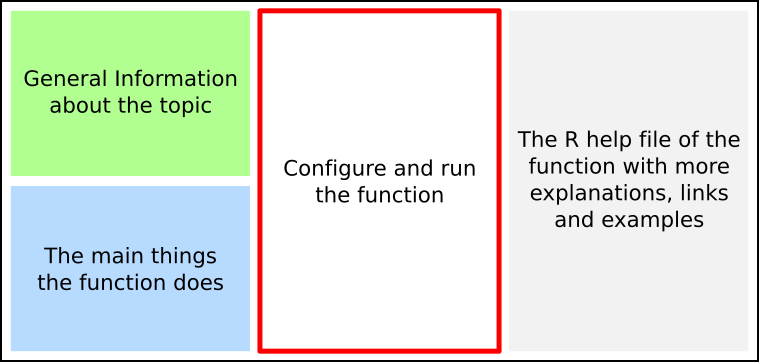 General Information
about the topic
The main things
the function does
Configure and run
the function
The R help file of the
function with more
explanations, links
and examples